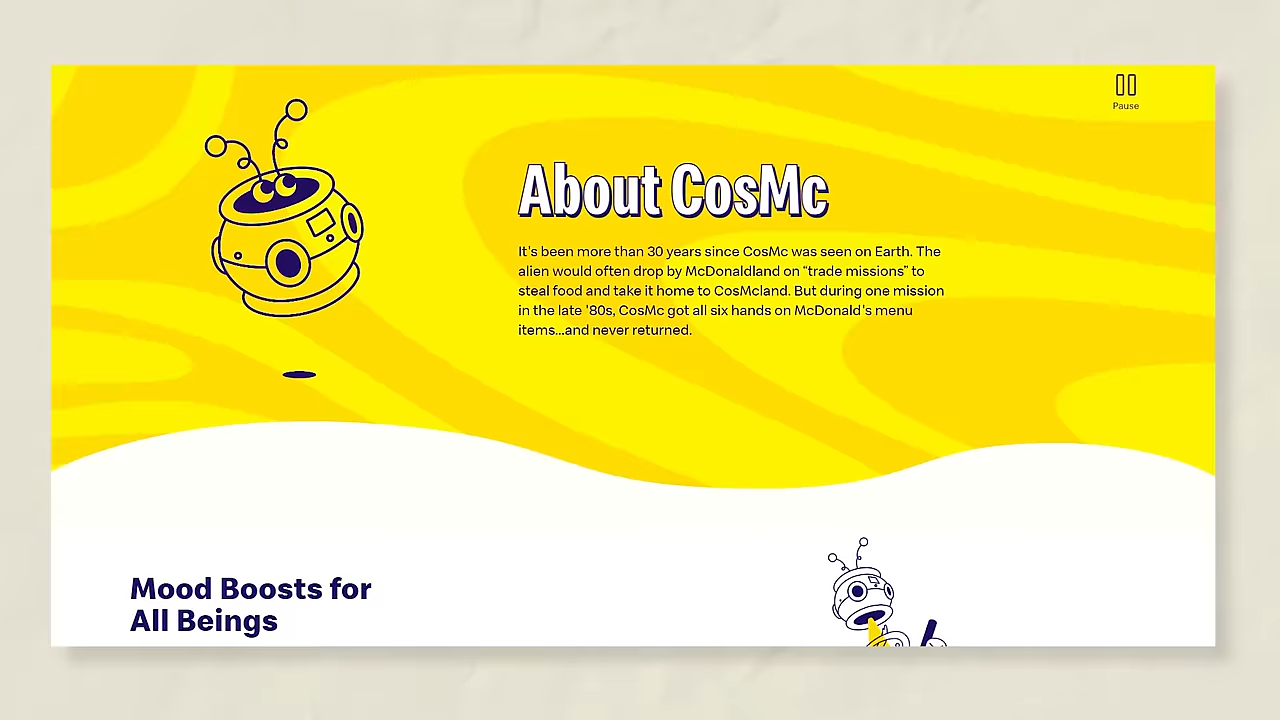 Pause
About CosMc
It's been more than 30 years since CosMc was seen on Earth. The
alien would often drop by McDonaldland on “trade missions” to
steal food and take it home to CosMcland. But during one mission
in the late '80s, CosMc got all six hands on McDonald's menu
items...and never returned.
Mood Boosts for
All Beings